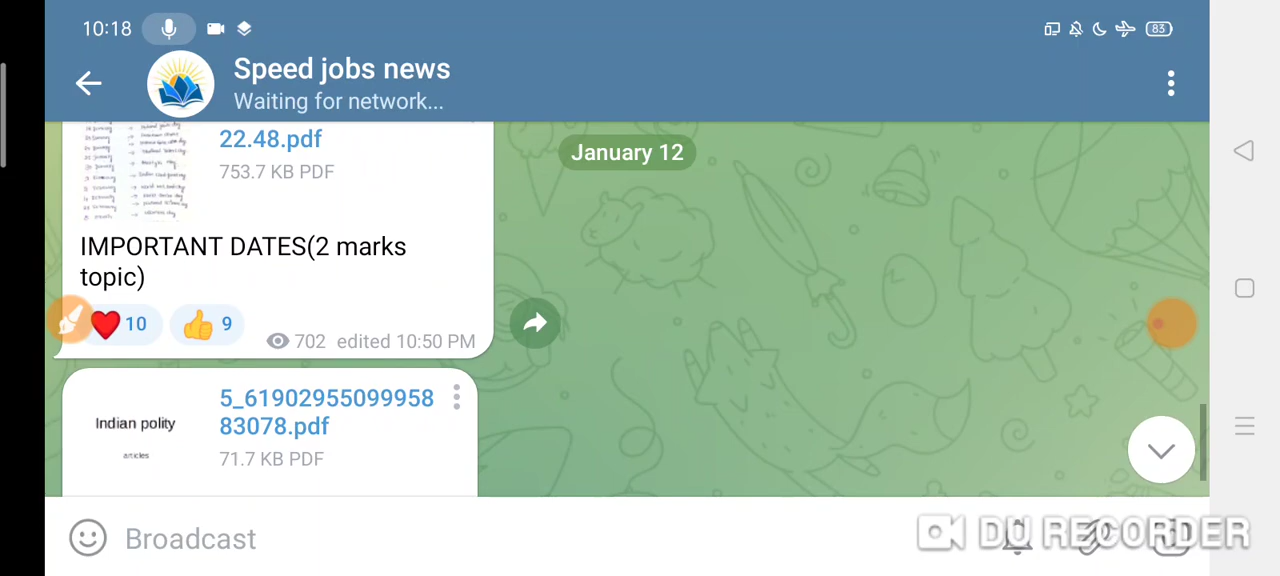 10:18
83
Speed jobs news
Waiting for network...
22.48.pdf
January 12
753.7 KB PDF
IMPORTANT DATES(2 marks
topic)
10
9
702 edited 10:50 PM
5_61902955099958
83078.pdf
Indian polity
articles
71.7 KB PDF
Broadcast
DU RECORDER